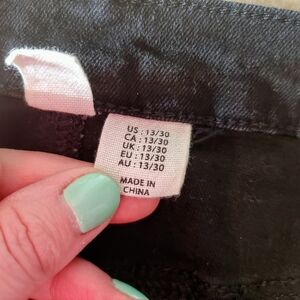 US : 13/30
CA : 13/30
UK : 13/30
EU : 13/30
AU : 13/30
MADE IN
CHINA